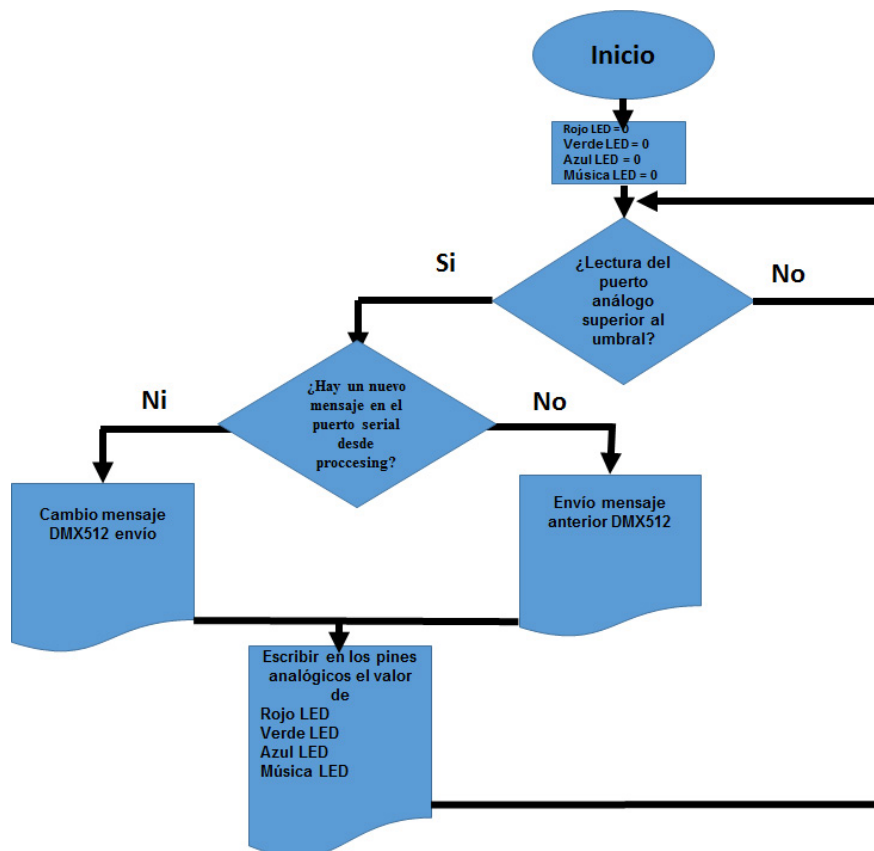 Inicio
Rojo LED = 0
Verde LED = 0
Azul LED = 0
Música LED = 0
Si
¿Lectura del
puerto
análogo
superior al
umbral?
No
Ni
¿Hay un nuevo
mensaje en el
puerto serial
desde
proccesing?
No
Cambio mensaje
DMX512 envío
Envío mensaje
anterior DMX512
Escribir en los pines
analógicos el valor
de
Rojo LED
Verde LED
Azul LED
Música LED